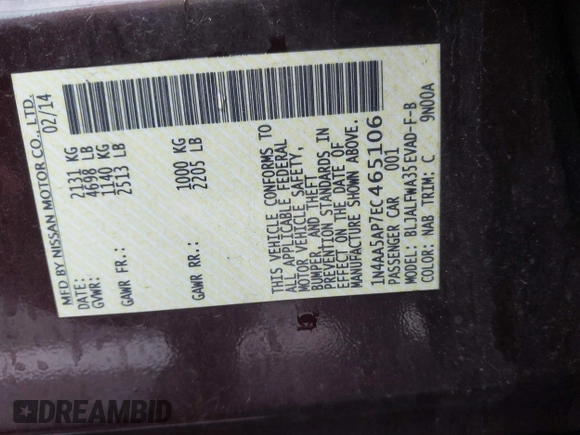 MFD BY NISSAN MOTOR CO., LTD.
DATE: 02/14
GVWR: 2131 KG
4698 LB
GAWR FR.: 1140 KG
2513 LB
GAWR RR.: 1000 KG
2205 LB
THIS VEHICLE CONFORMS TO
ALL APPLICABLE FEDERAL
MOTOR VEHICLE SAFETY,
BUMPER, AND THEFT
PREVENTION STANDARDS IN
EFFECT ON THE DATE OF
MANUFACTURE SHOWN ABOVE.
1N4AA5AP7EC465106
PASSENGER CAR 001
MODEL: BLJALFWA35EVAD-F-B
COLOR: NAB TRIM: C 9N00A
DREAMBID